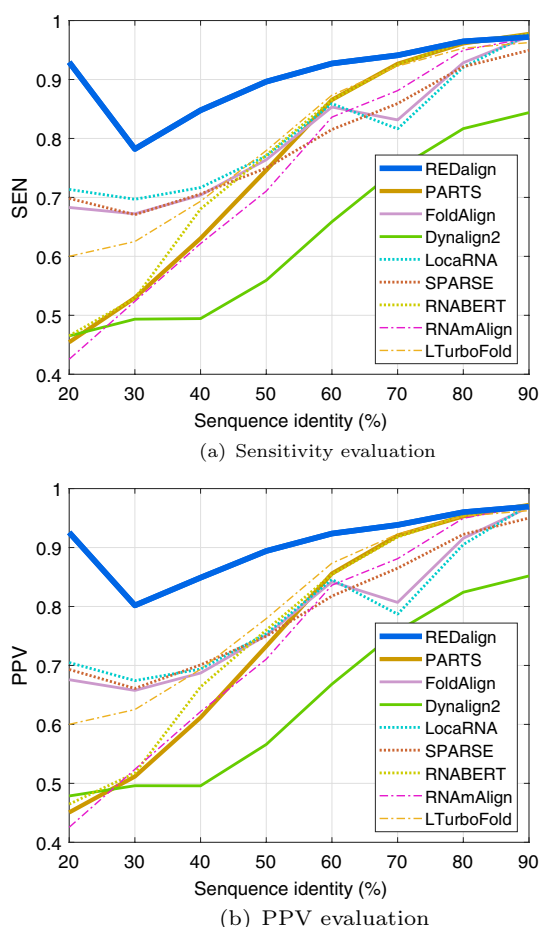 1
0.9
0.8
0.7
0.6
0.5
0.4
SEN
20 30 40 50 60 70 80 90
Senquence identity (%)
REDalign
PARTS
FoldAlign
Dynalign2
LocaRNA
SPARSE
RNABERT
RNAmAlign
LTurboFold
(a) Sensitivity evaluation
1
0.9
0.8
0.7
0.6
0.5
0.4
PPV
20 30 40 50 60 70 80 90
Senquence identity (%)
REDalign
PARTS
FoldAlign
Dynalign2
LocaRNA
SPARSE
RNABERT
RNAmAlign
LTurboFold
(b) PPV evaluation